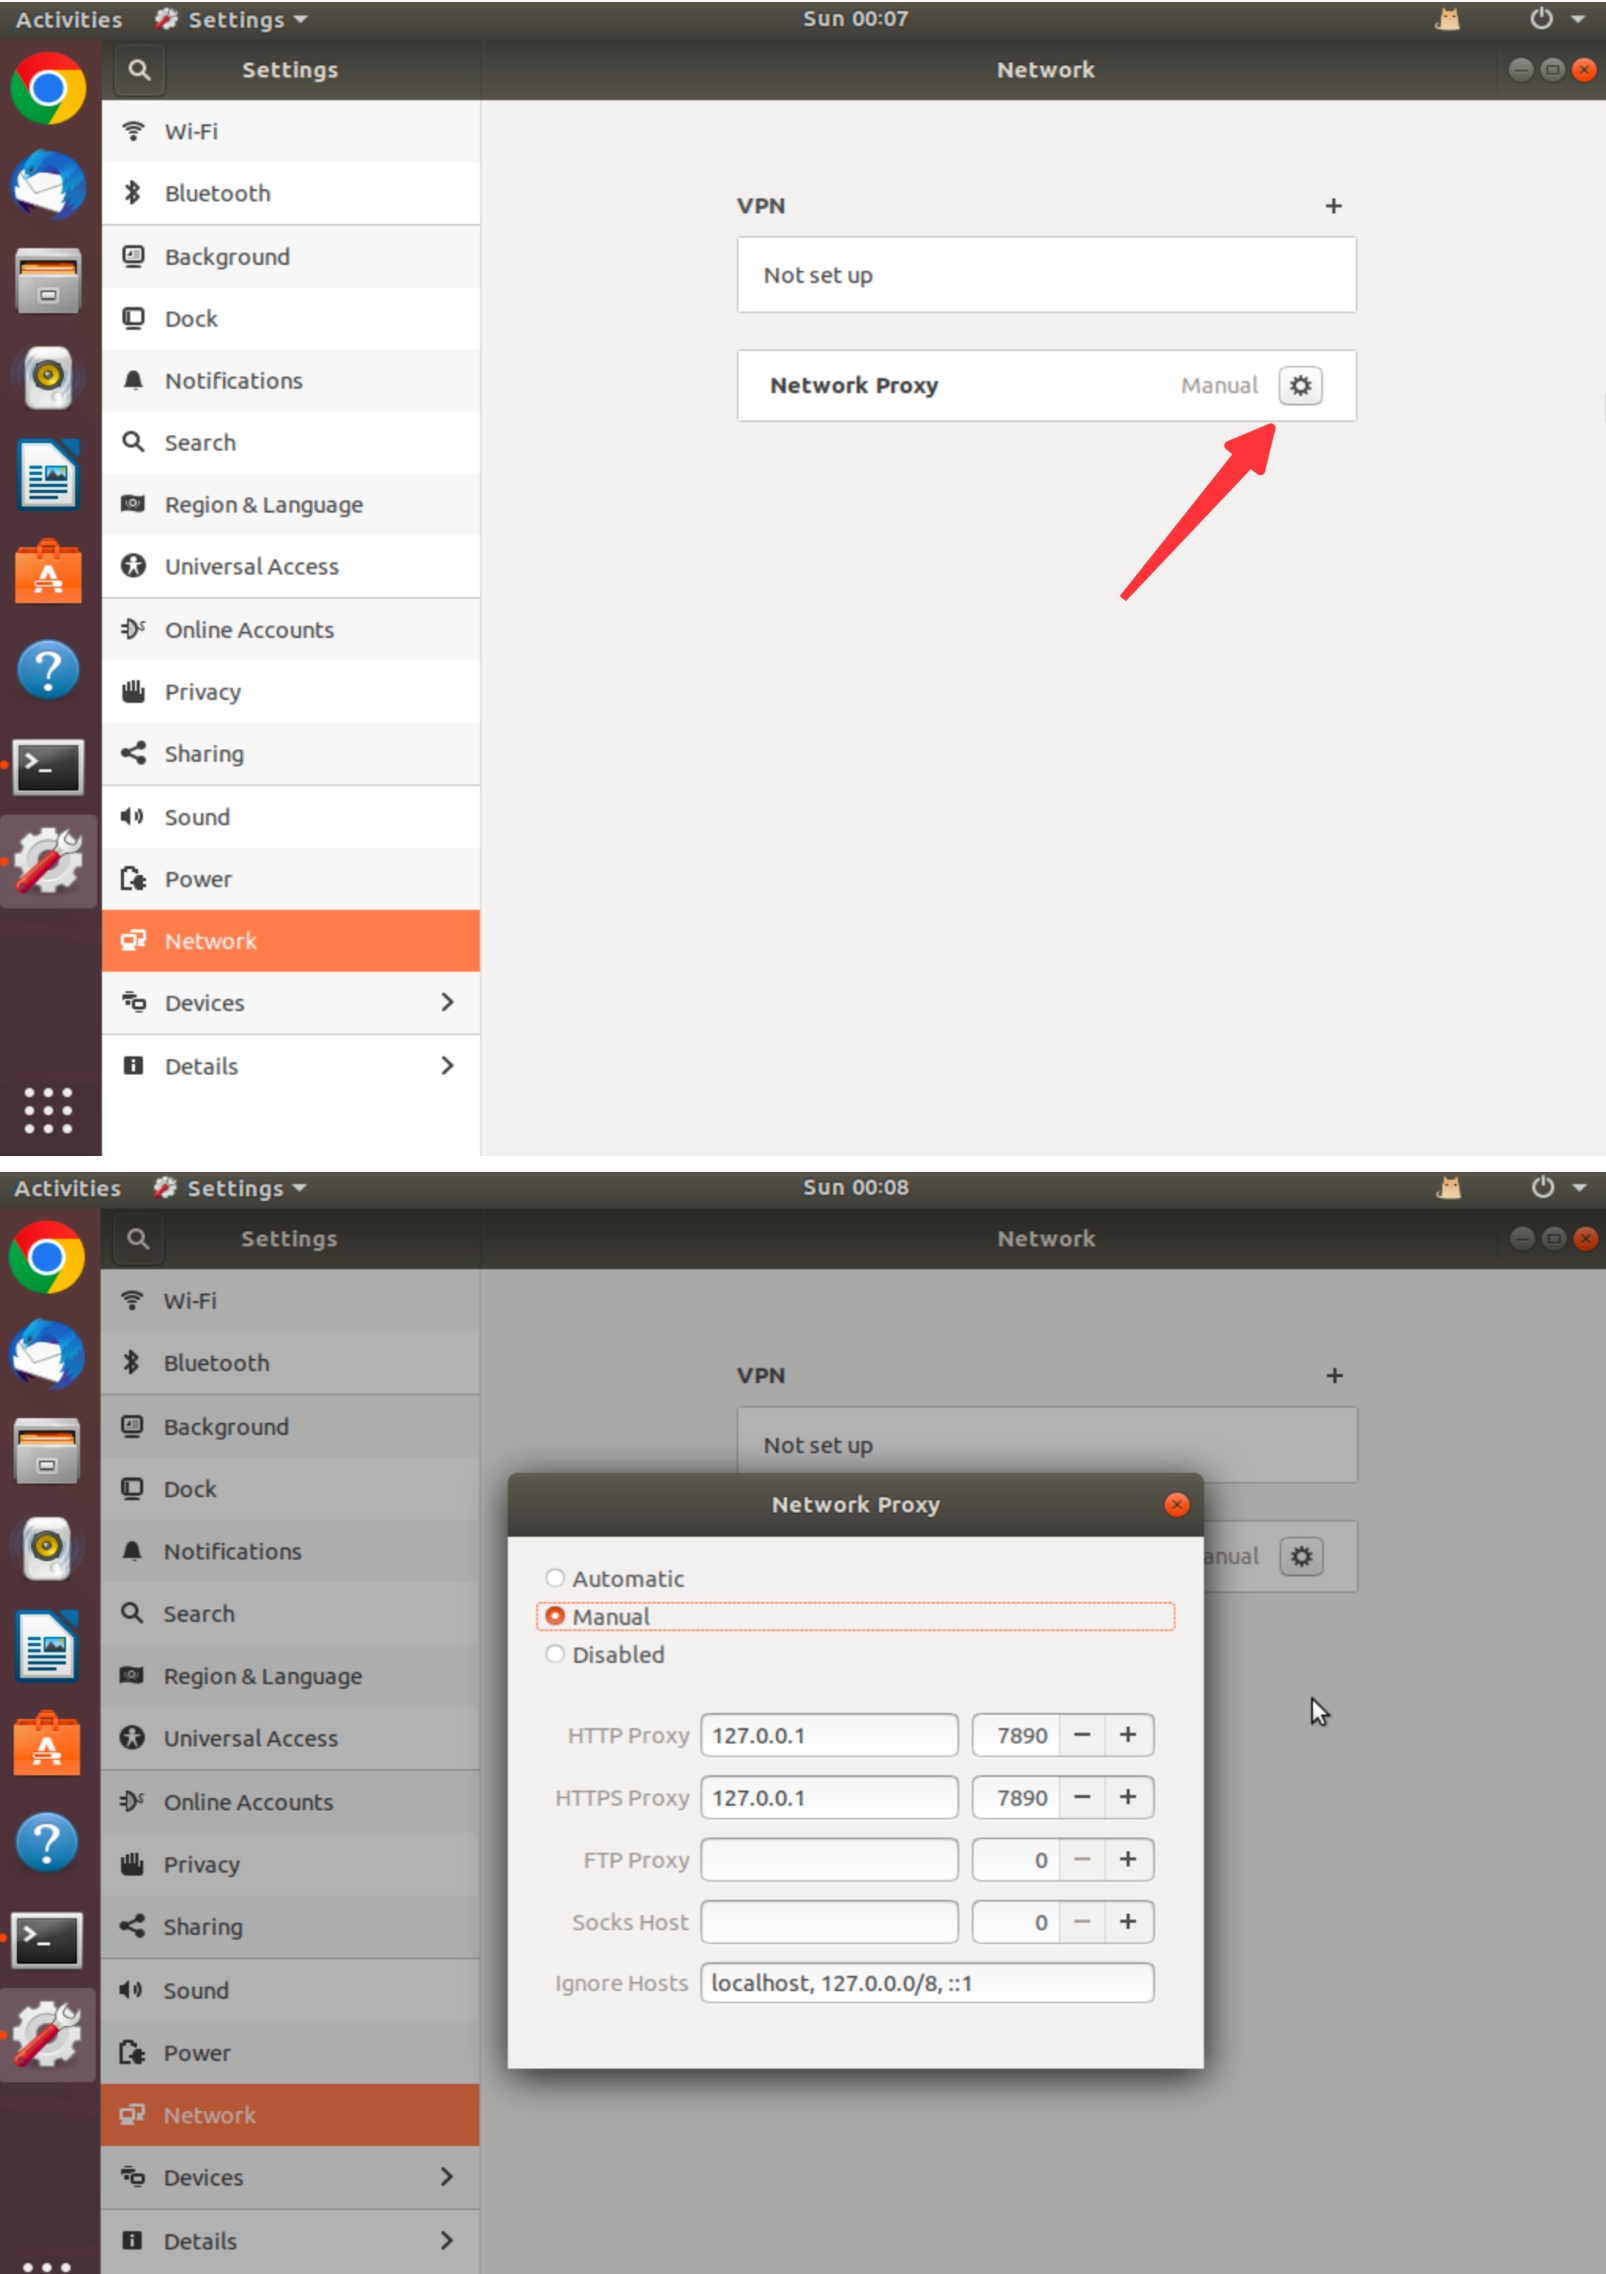 Activities Settings Sun 00:07
Settings Network
Wi-Fi
Bluetooth
Background
Dock
Notifications
Search
Region & Language
Universal Access
Online Accounts
Privacy
Sharing
Sound
Power
Network
Devices
Details
VPN +
Not set up
Network Proxy Manual
Activities Settings Sun 00:08
Settings Network
Wi-Fi
Bluetooth
Background
Dock
Notifications
Search
Region & Language
Universal Access
Online Accounts
Privacy
Sharing
Sound
Power
Network
Devices
Details
VPN +
Not set up
anual
Network Proxy
Automatic
Manual
Disabled
HTTP Proxy 127.0.0.1 7890 − +
HTTPS Proxy 127.0.0.1 7890 − +
FTP Proxy 0 − +
Socks Host 0 − +
Ignore Hosts localhost, 127.0.0.0/8, ::1